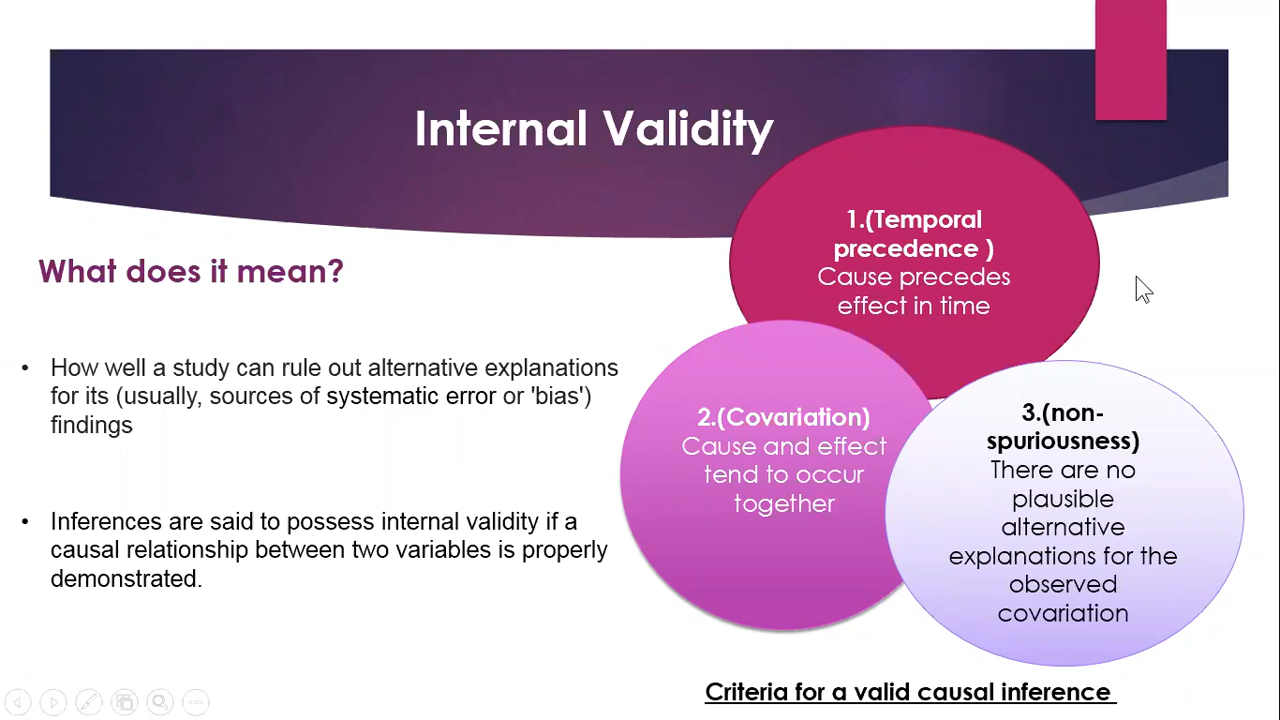 Internal Validity
What does it mean?
• How well a study can rule out alternative explanations
for its (usually, sources of systematic error or 'bias')
findings
• Inferences are said to possess internal validity if a
causal relationship between two variables is properly
demonstrated.
1.(Temporal
precedence )
Cause precedes
effect in time
2.(Covariation)
Cause and effect
tend to occur
together
3.(non-
spuriousness)
There are no
plausible
alternative
explanations for the
observed
covariation
Criteria for a valid causal inference